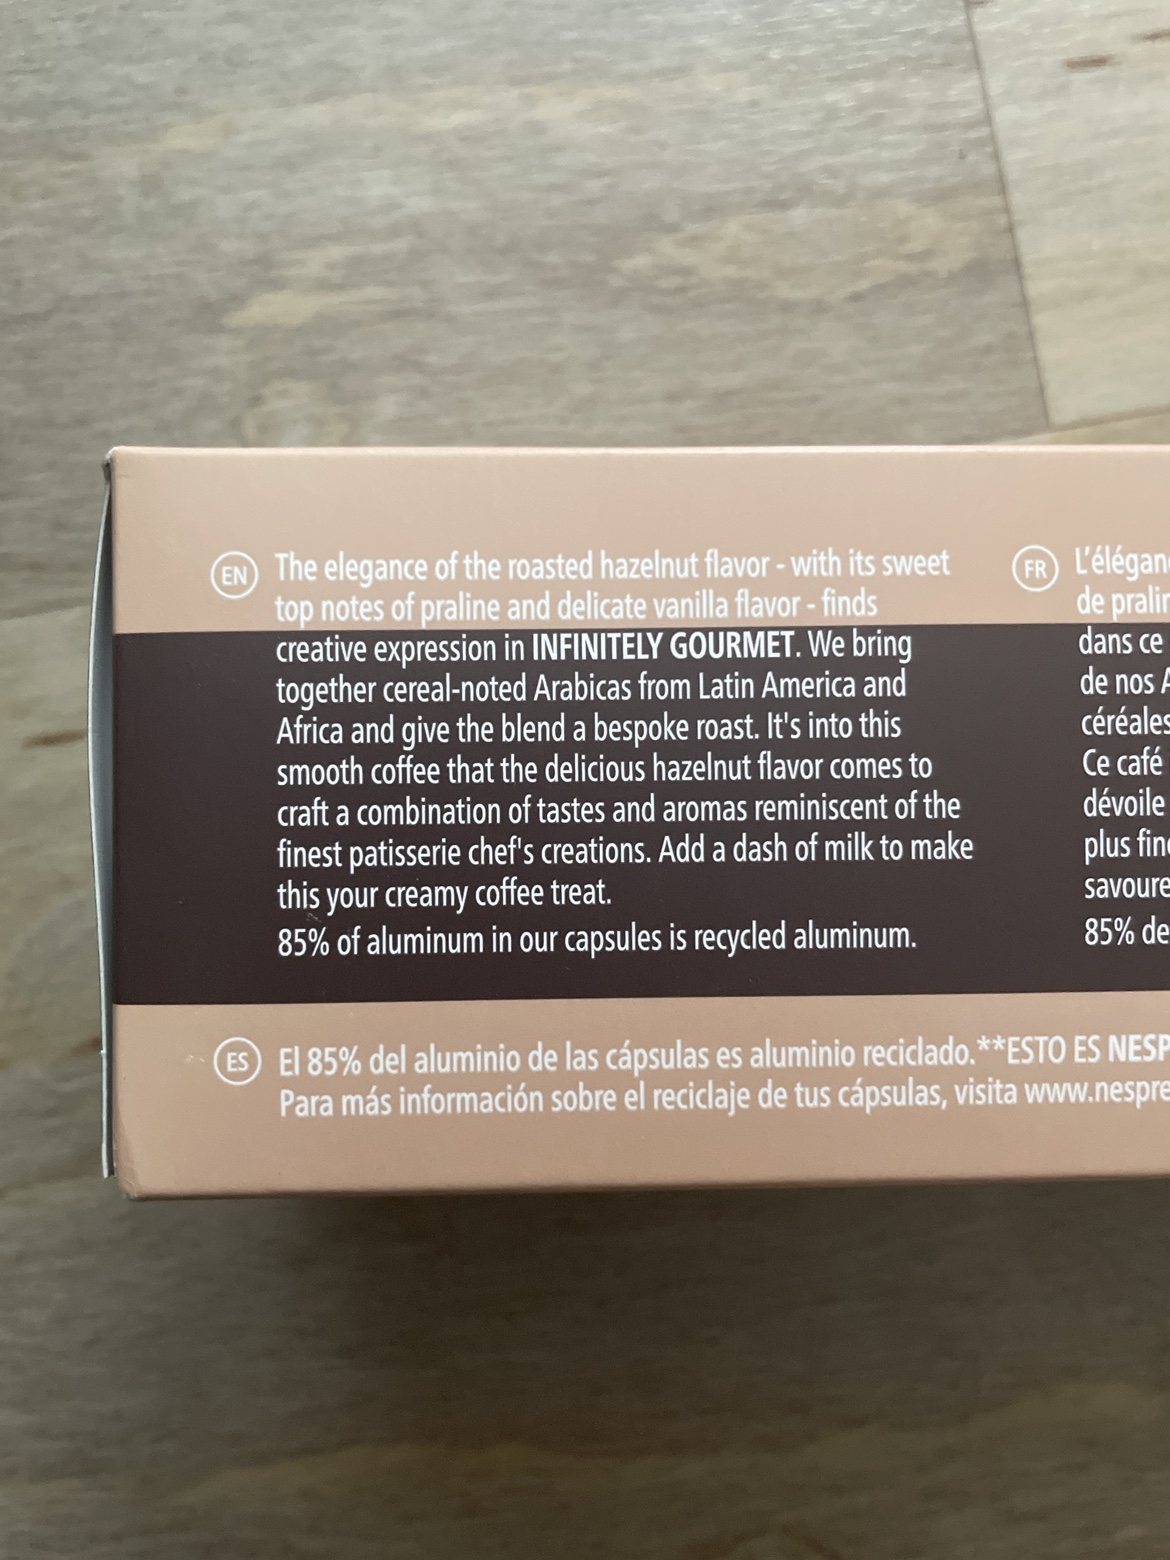 EN
The elegance of the roasted hazelnut flavor - with its sweet
top notes of praline and delicate vanilla flavor - finds
creative expression in INFINITELY GOURMET. We bring
together cereal-noted Arabicas from Latin America and
Africa and give the blend a bespoke roast. It's into this
smooth coffee that the delicious hazelnut flavor comes to
craft a combination of tastes and aromas reminiscent of the
finest patisserie chef's creations. Add a dash of milk to make
this your creamy coffee treat.
85% of aluminum in our capsules is recycled aluminum.
FR
de
dans ce
de nos
céréales
Ce café
dévoile
plus
85% de
ES
El 85% del aluminio de las cápsulas es aluminio reciclado.**ESTO ES
Para más información sobre el reciclaje de tus cápsulas, visita